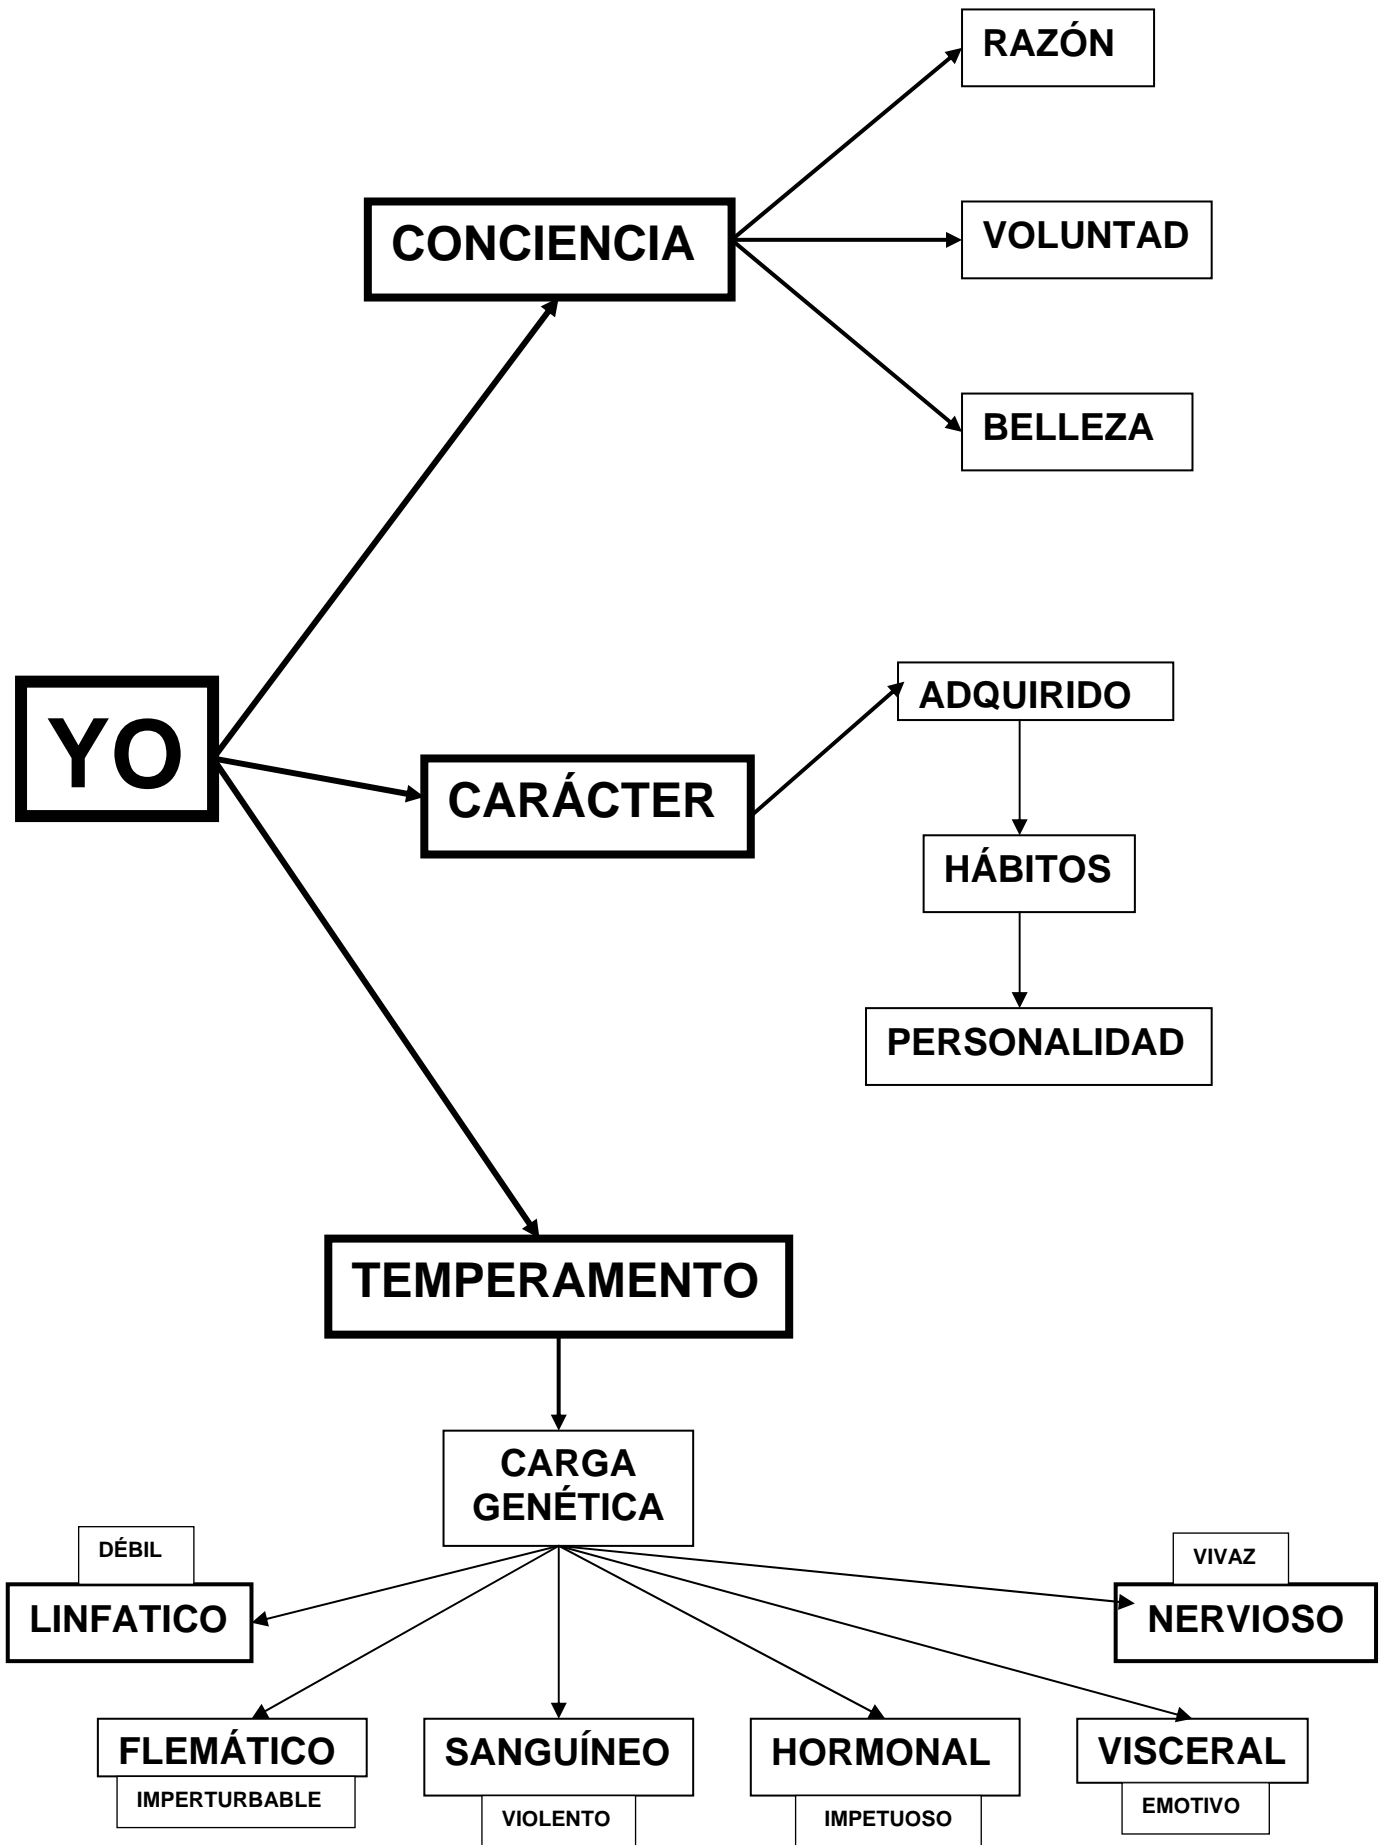 RAZÓN
CONCIENCIA
VOLUNTAD
BELLEZA
YO
ADQUIRIDO
CARÁCTER
HÁBITOS
PERSONALIDAD
TEMPERAMENTO
CARGA
GENÉTICA
DÉBIL
LINFATICO
VIVAZ
NERVIOSO
FLEMÁTICO
IMPERTURBABLE
SANGUÍNEO
VIOLENTO
HORMONAL
IMPETUOSO
VISCERAL
EMOTIVO